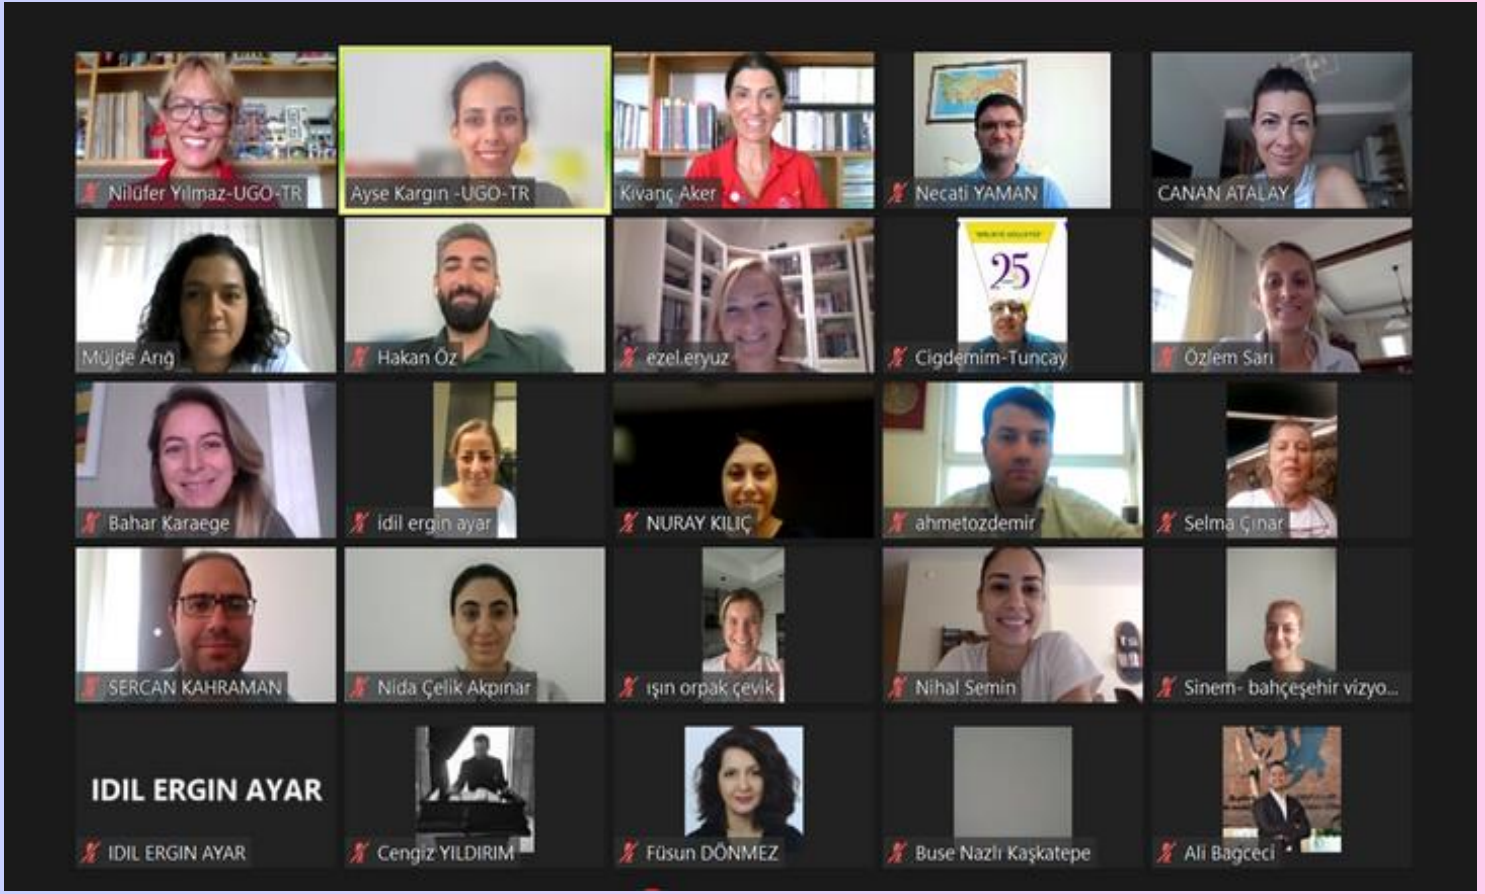 Nilüfer Yılmaz-UGO-TR
Ayse Kargın -UGO-TR
Kıvanç Aker
Necati YAMAN
CANAN ATALAY
Müjde Arığ
Hakan Öz
ezel.eryuz
25
Cigdemim-Tuncay
Özlem Sarı
Bahar Karaege
idil ergin ayar
NURAY KILIÇ
ahmetozdemir
Selma Çınar
SERCAN KAHRAMAN
Nida Çelik Akpınar
ışın orpak çevik
Nihal Semin
Sinem- bahçeşehir vizyo...
IDIL ERGIN AYAR
IDIL ERGIN AYAR
Cengiz YILDIRIM
Füsun DÖNMEZ
Buse Nazlı Kaşkatepe
Ali Bagceci